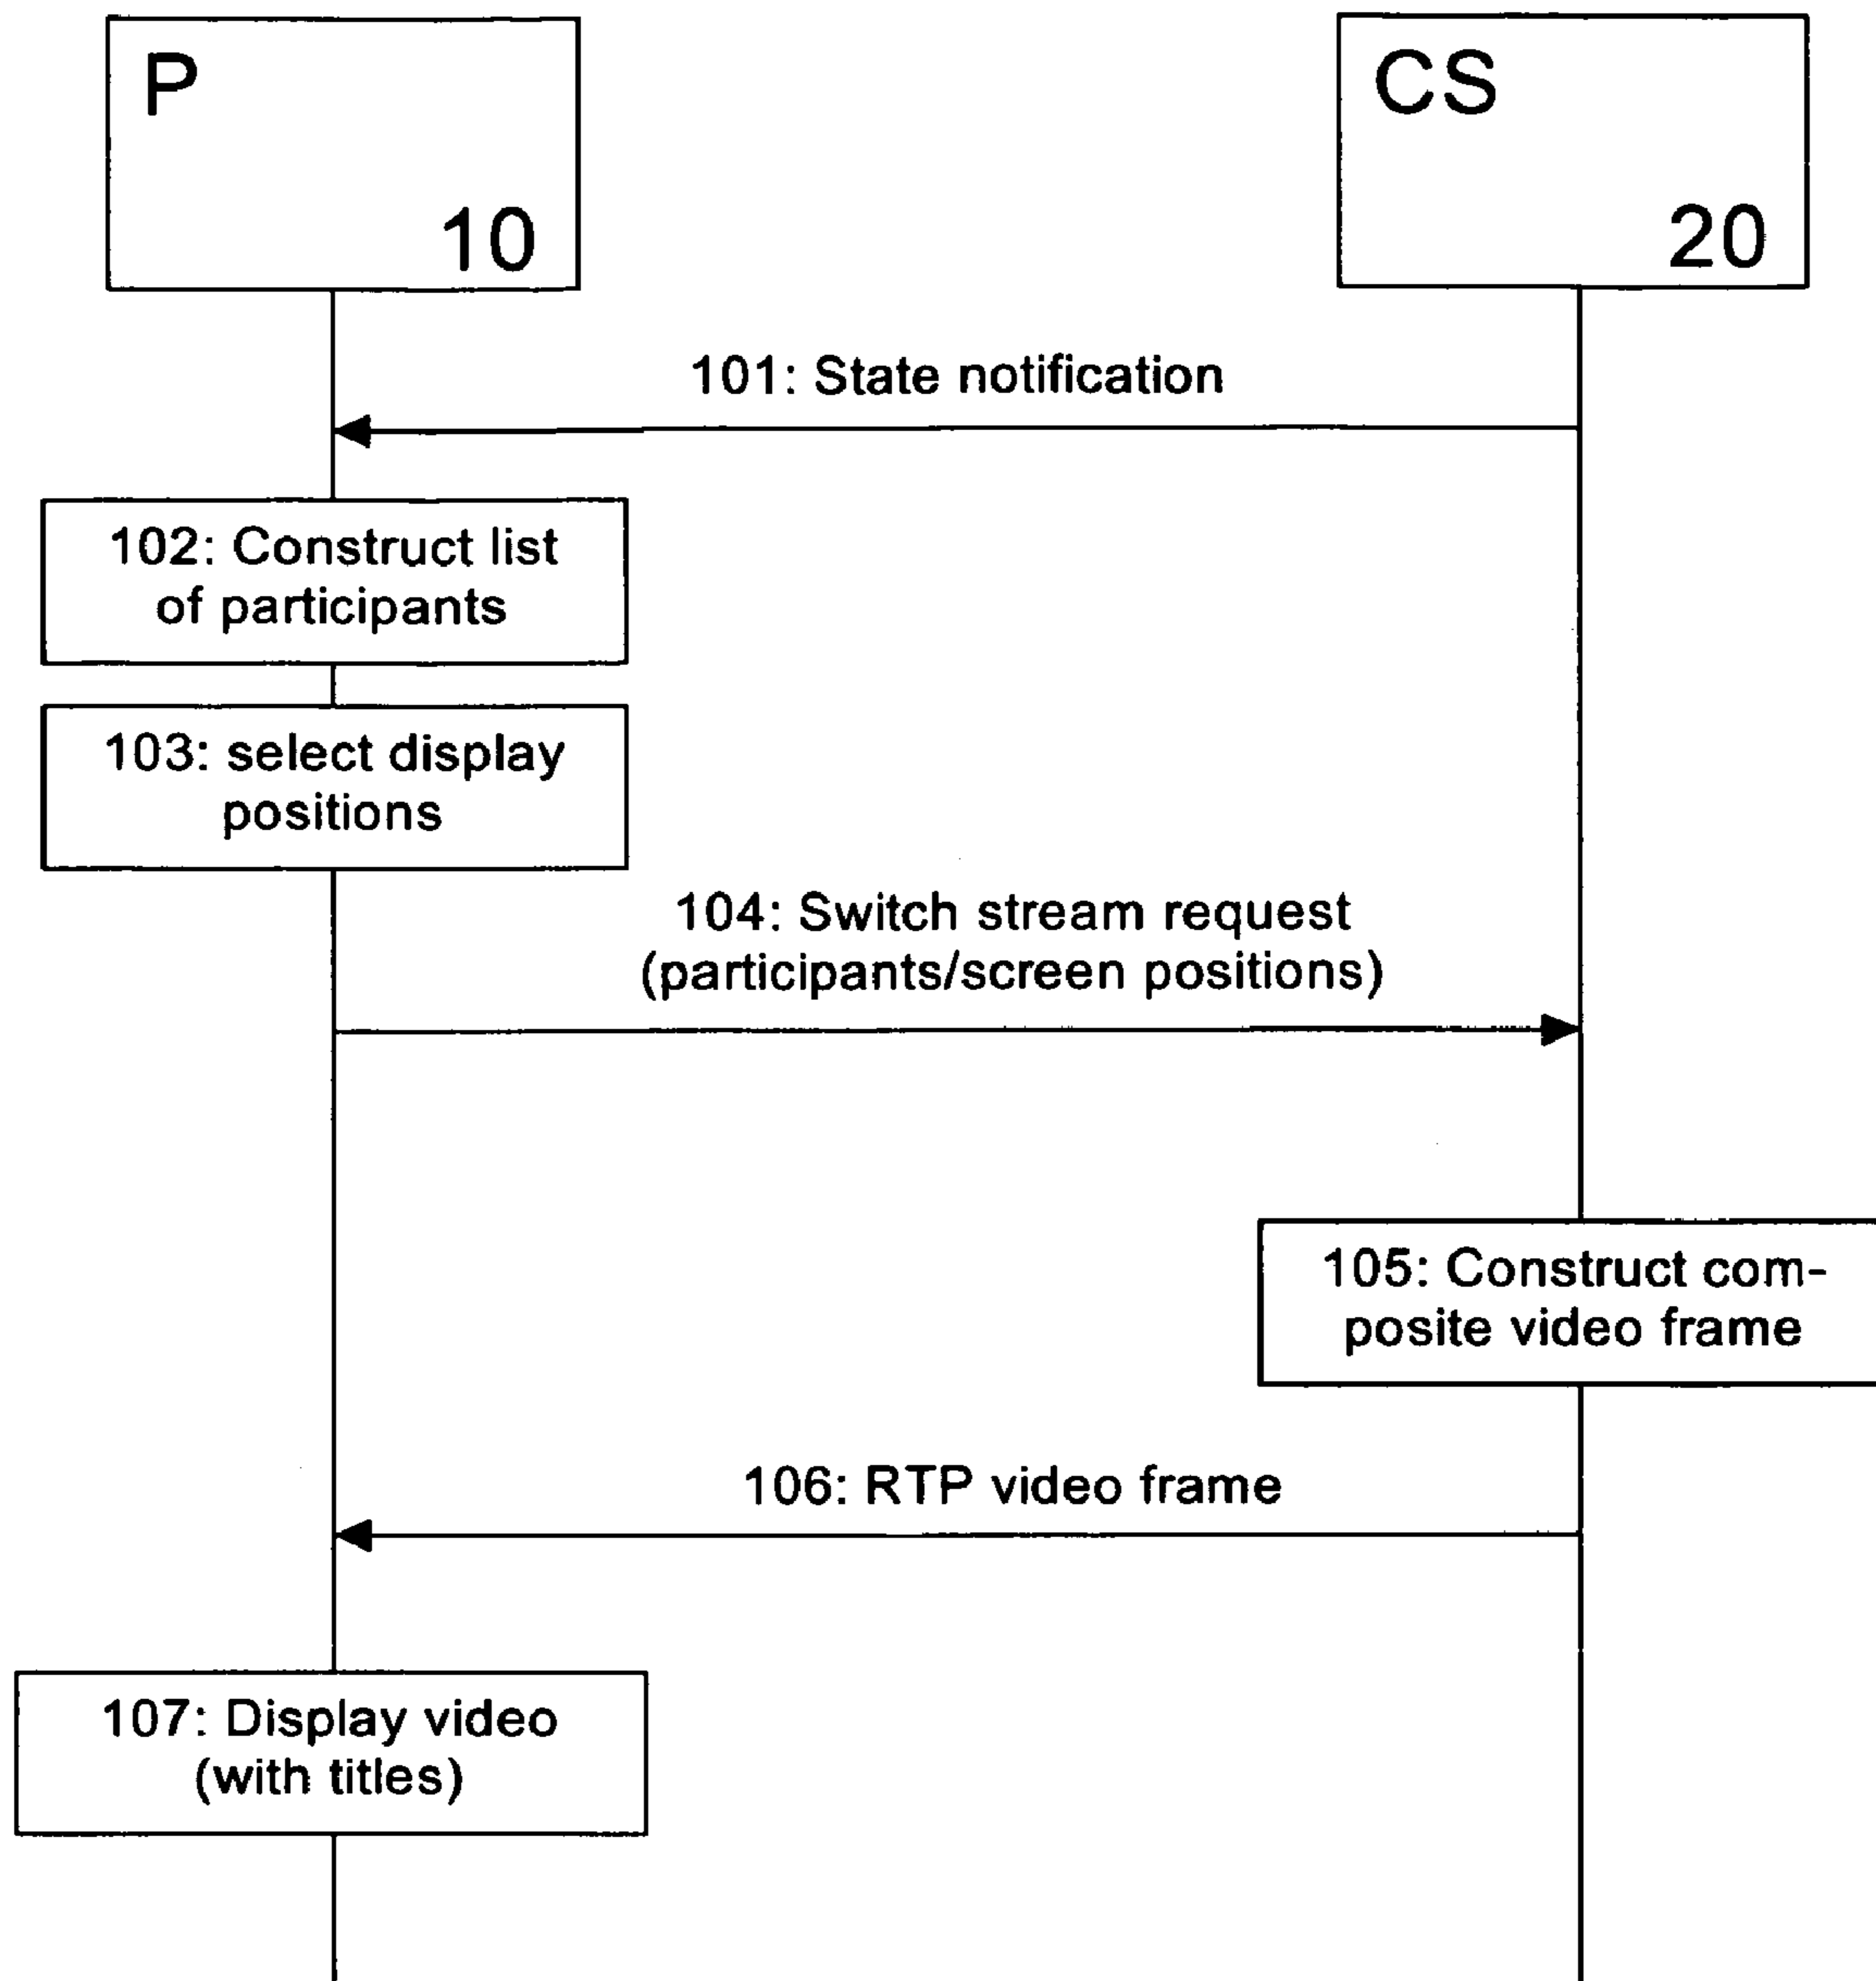 P
10
CS
20
101: State notification
102: Construct list
of participants
103: select display
positions
104: Switch stream request
(participants/screen positions)
105: Construct com-
posite video frame
106: RTP video frame
107: Display video
(with titles)